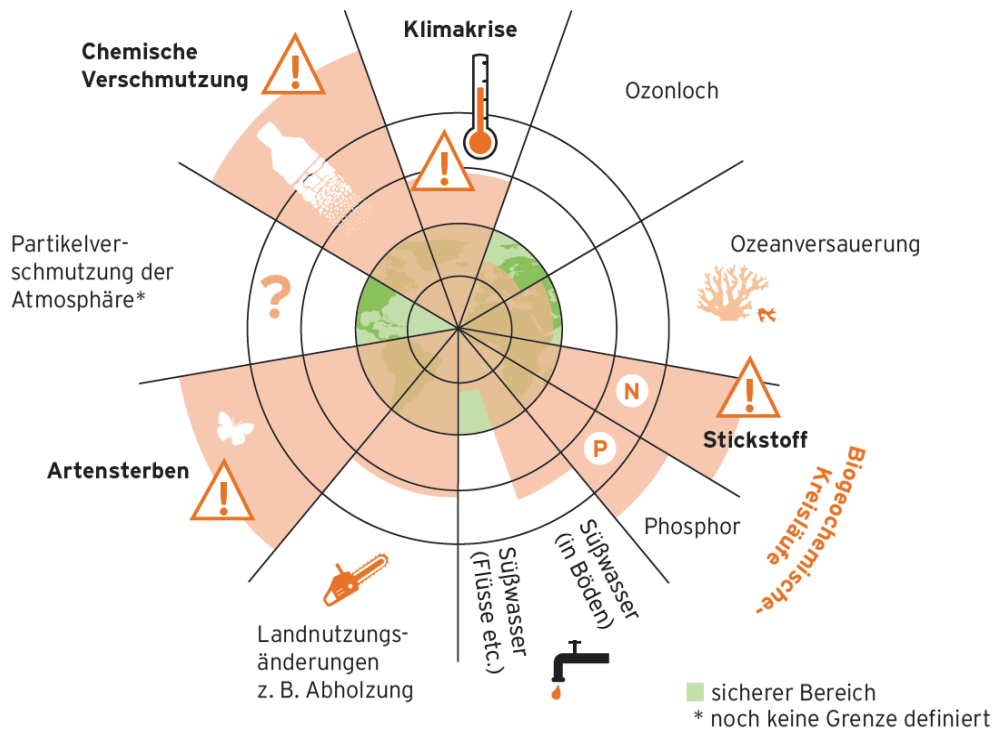 Klimakrise
Chemische
Verschmutzung
!
!
Ozonloch
Partikelver-
schmutzung der
Atmosphäre*
?
Ozeanversauerung
N
!
Stickstoff
P
Artensterben
!
Phosphor
Biogeochemische-
Kreisläufe
Süßwasser
(in Böden)
Süßwasser
(Flüsse etc.)
Landnutzungs-
änderungen
z. B. Abholzung
sicherer Bereich
* noch keine Grenze definiert